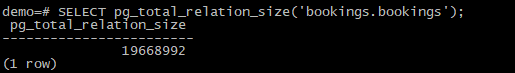 demo=# SELECT pg_total_relation_size('bookings.bookings');
 pg_total_relation_size
------------------------
               19668992
(1 row)